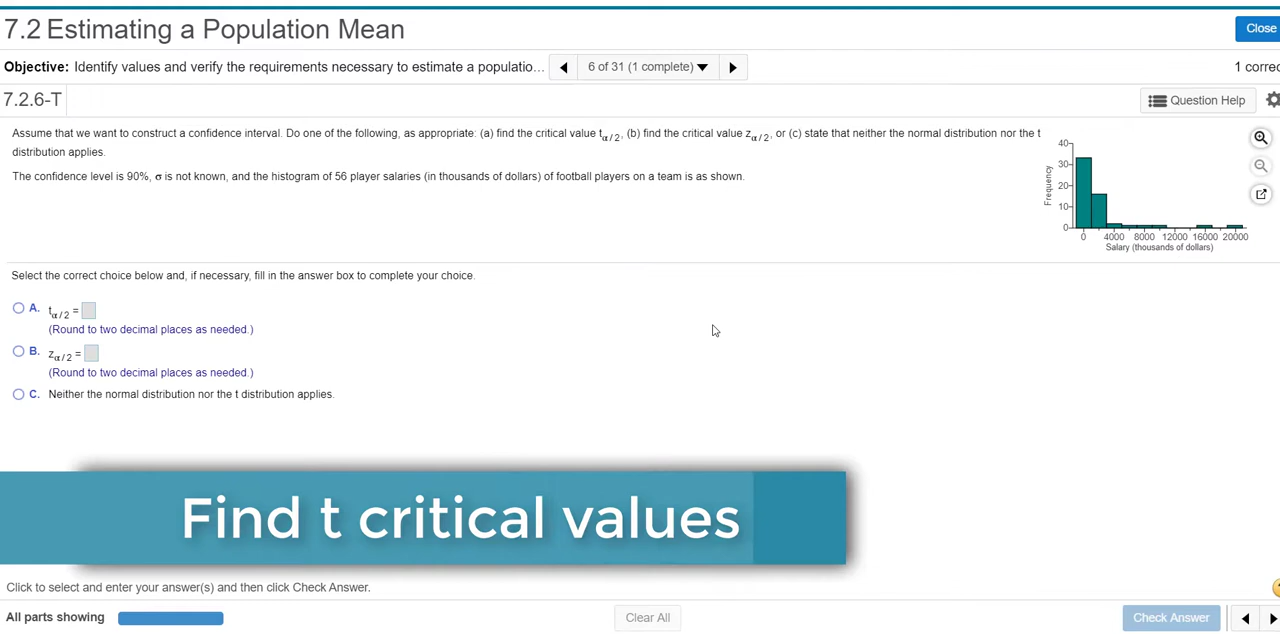 7.2 Estimating a Population Mean
Close
Objective: Identify values and verify the requirements necessary to estimate a populatio...
6 of 31 (1 complete)
1 correc
7.2.6-T
Question Help
Assume that we want to construct a confidence interval. Do one of the following, as appropriate: (a) find the critical value tα/2, (b) find the critical value zα/2, or (c) state that neither the normal distribution nor the t
distribution applies.
The confidence level is 90%, σ is not known, and the histogram of 56 player salaries (in thousands of dollars) of football players on a team is as shown.
Frequency
40
30
20
10
0
0 4000 8000 12000 16000 20000
Salary (thousands of dollars)
Select the correct choice below and, if necessary, fill in the answer box to complete your choice.
A. tα/2 =
(Round to two decimal places as needed.)
B. zα/2 =
(Round to two decimal places as needed.)
C. Neither the normal distribution nor the t distribution applies.
Find t critical values
Click to select and enter your answer(s) and then click Check Answer.
All parts showing
Clear All
Check Answer